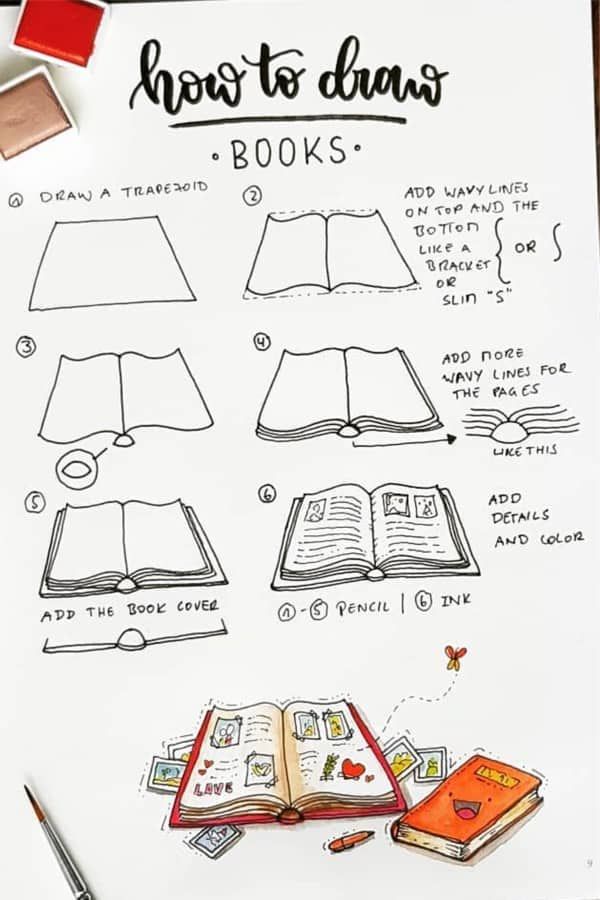 how to draw
• BOOKS •
① DRAW A TRAPEZOID
②
ADD WAVY LINES
ON TOP AND THE
BOTTOM
LIKE A
BRACKET { OR S
OR
SLIM "S"
③
④
ADD MORE
WAVY LINES FOR
THE PAGES
LIKE THIS
⑤
ADD THE BOOK COVER
⑥
ADD
DETAILS
AND COLOR
①-⑤ PENCIL | ⑥ INK
LOVE
9